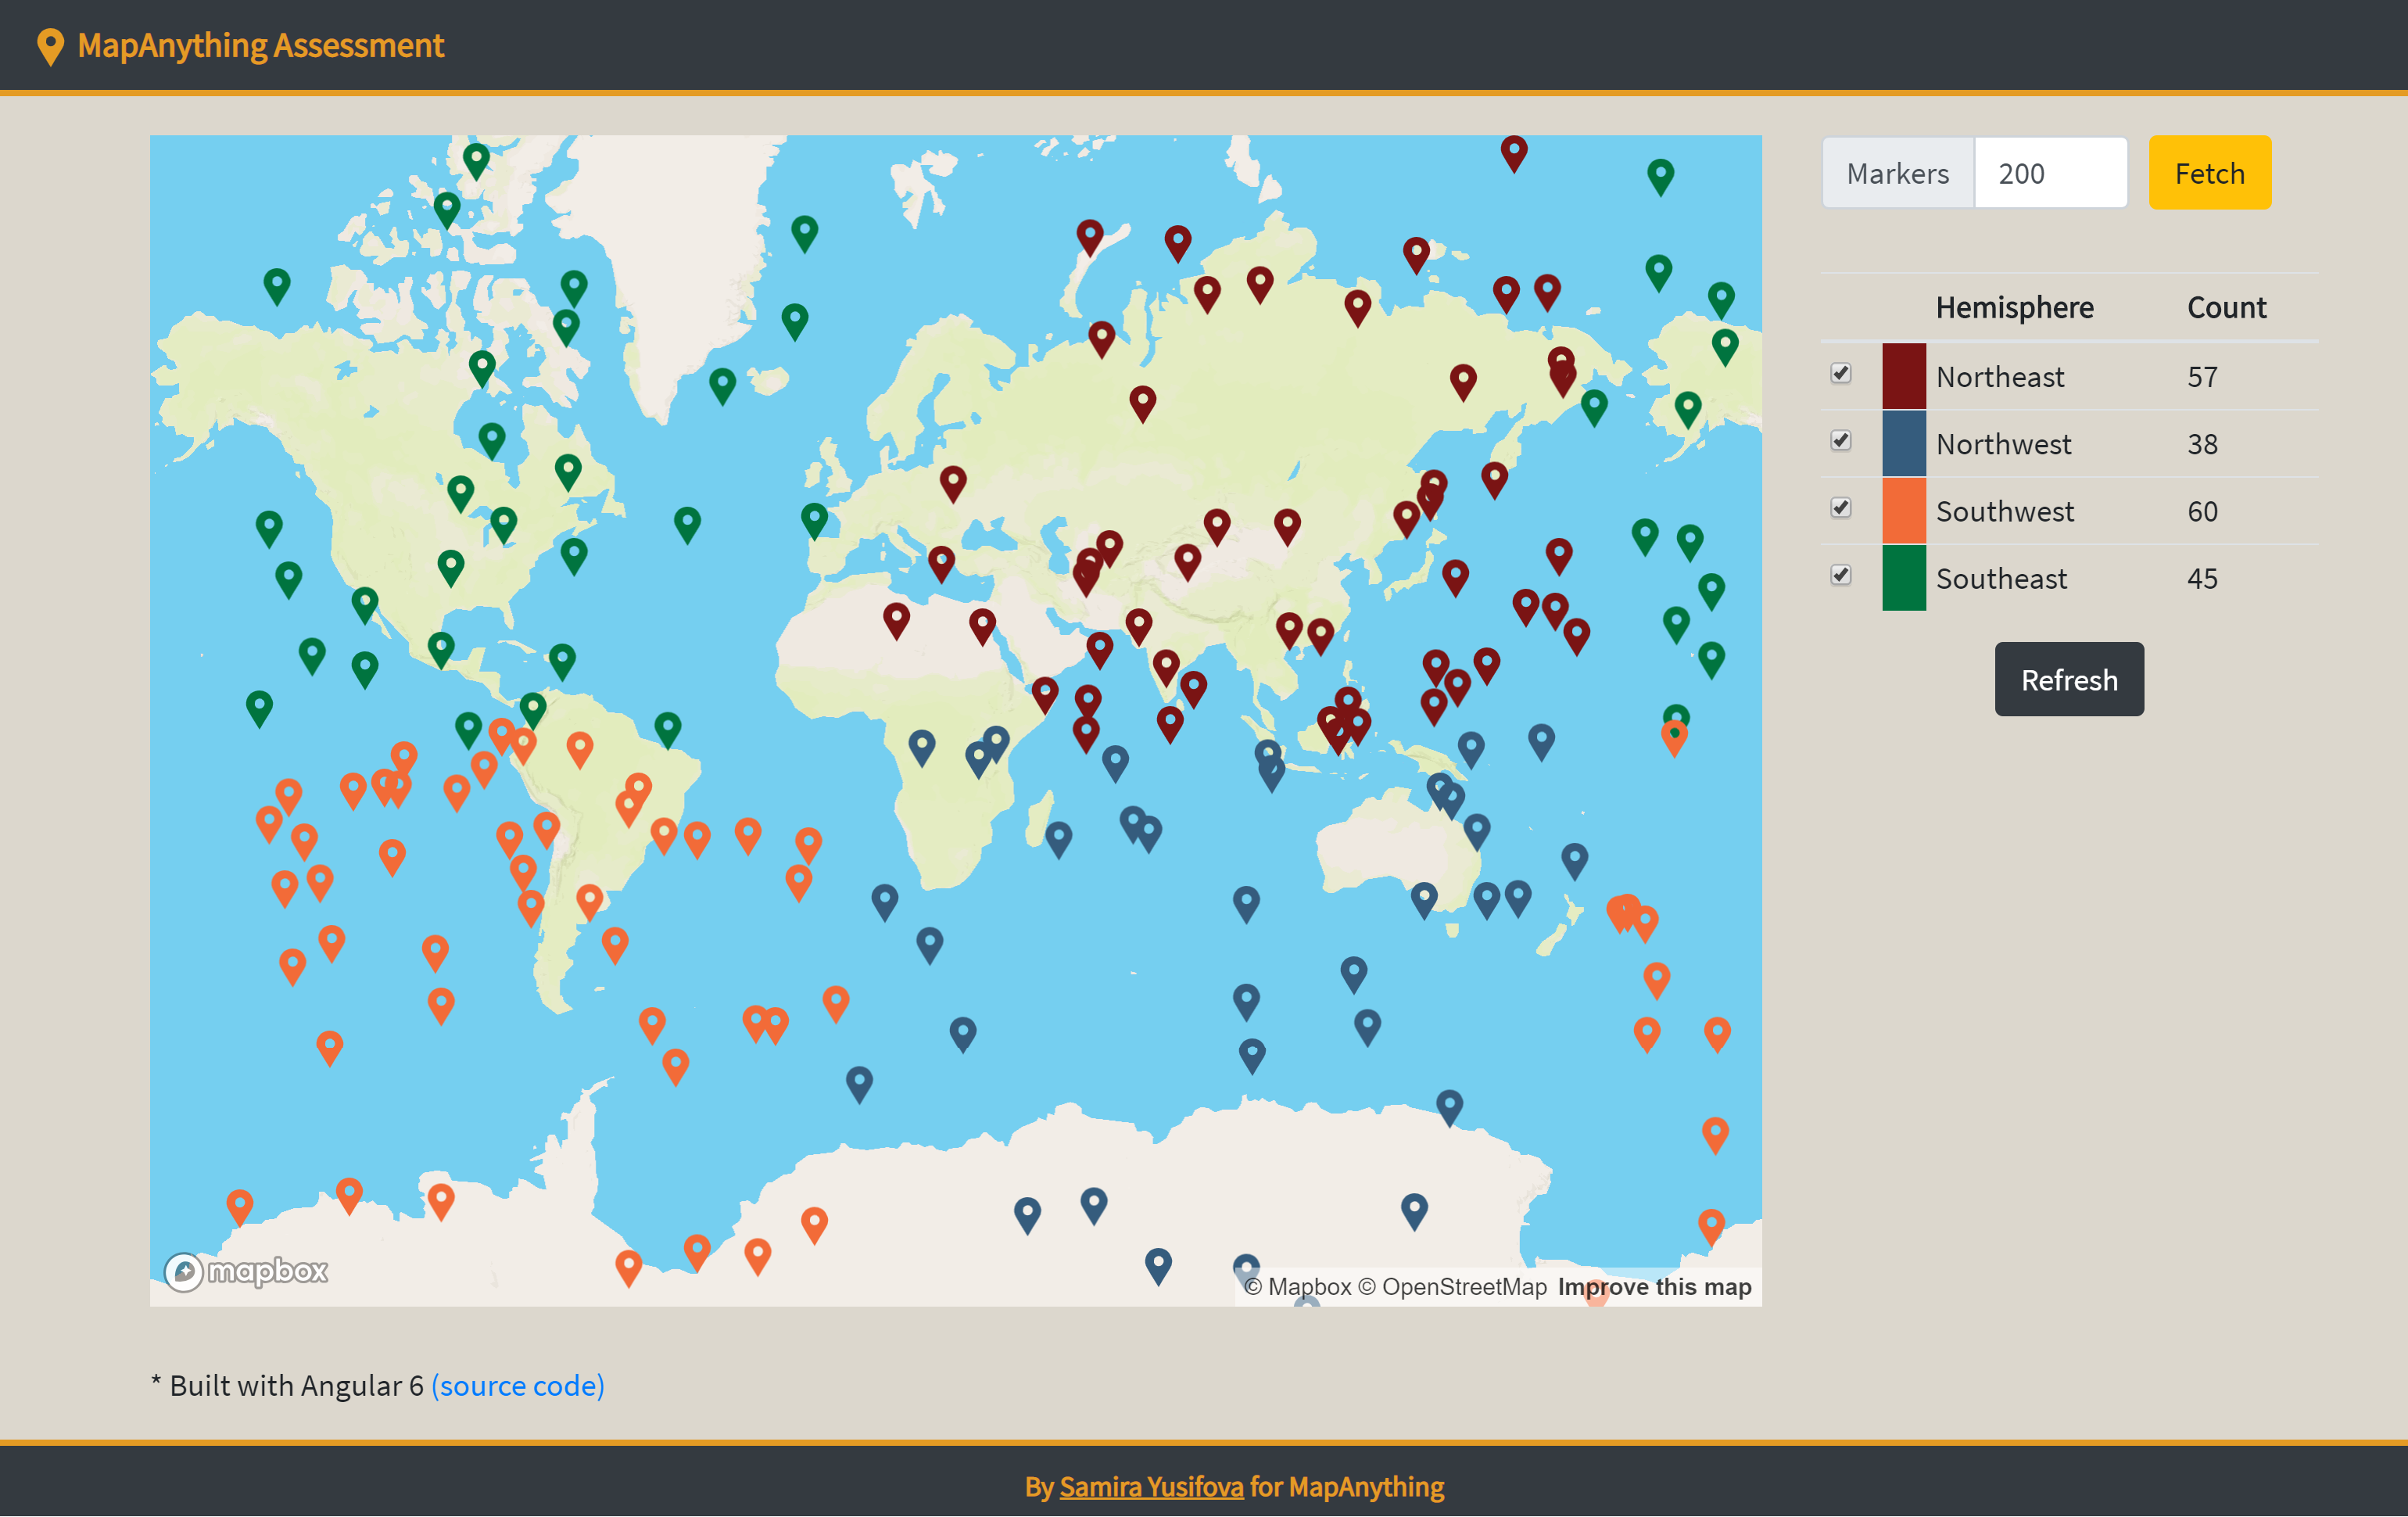 MapAnything Assessment
Markers 200 Fetch
Hemisphere Count
Northeast 57
Northwest 38
Southwest 60
Southeast 45
Refresh
mapbox
© Mapbox © OpenStreetMap Improve this map
* Built with Angular 6 (source code)
By Samira Yusifova for MapAnything